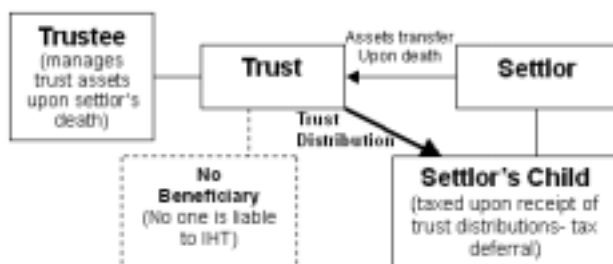 Trustee
(manages
trust assets
upon settlor's
death)
Trust
Assets transfer
Upon death
Settlor
Trust
Distribution
No
Beneficiary
(No one is liable
to IHT)
Settlor's Child
(taxed upon receipt of
trust distributions- tax
deferral)